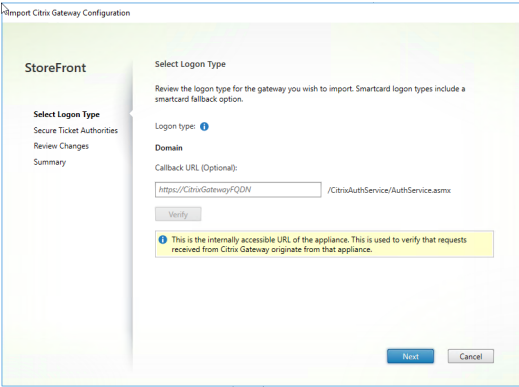 Import Citrix Gateway Configuration
StoreFront
Select Logon Type
Secure Ticket Authorities
Review Changes
Summary
Select Logon Type
Review the logon type for the gateway you wish to import. Smartcard logon types include a
smartcard fallback option.
Logon type:
Domain
Callback URL (Optional):
https://CitrixGatewayFQDN /CitrixAuthService/AuthService.asmx
Verify
This is the internally accessible URL of the appliance. This is used to verify that requests
received from Citrix Gateway originate from that appliance.
Next Cancel